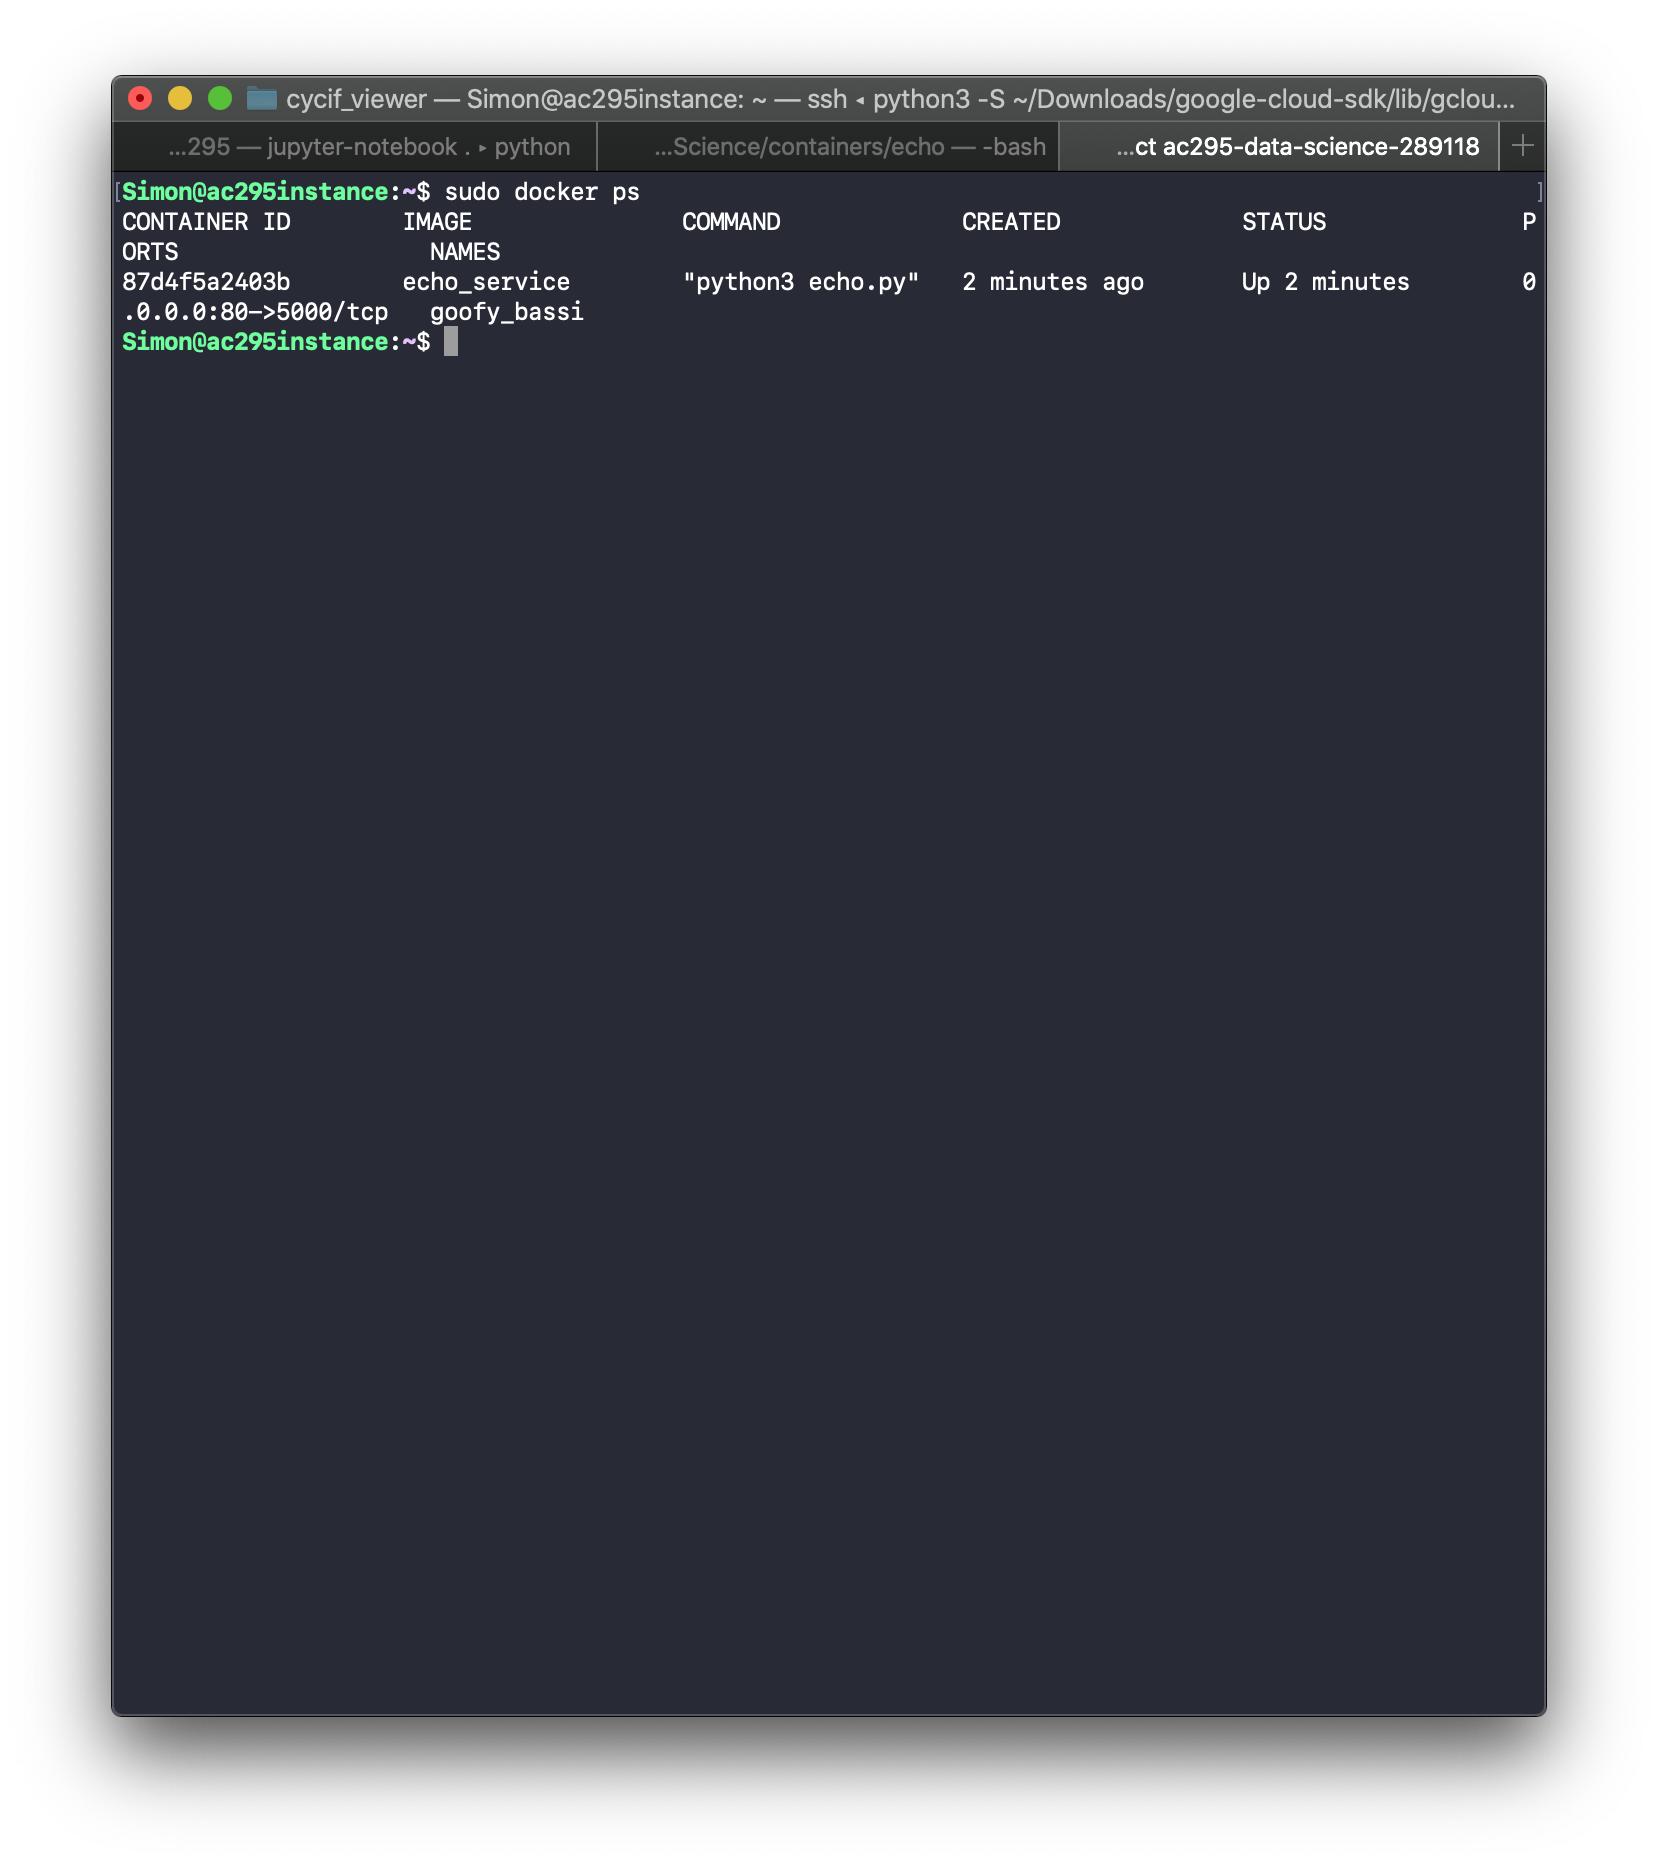 cycif_viewer — Simon@ac295instance: ~ — ssh ◂ python3 -S ~/Downloads/google-cloud-sdk/lib/gclou...
...295 — jupyter-notebook . ▸ python ...Science/containers/echo — -bash ...ct ac295-data-science-289118 +
[Simon@ac295instance:~$ sudo docker ps ]
CONTAINER ID        IMAGE               COMMAND             CREATED             STATUS              P
ORTS                  NAMES
87d4f5a2403b        echo_service        "python3 echo.py"   2 minutes ago       Up 2 minutes        0
.0.0.0:80->5000/tcp   goofy_bassi
Simon@ac295instance:~$